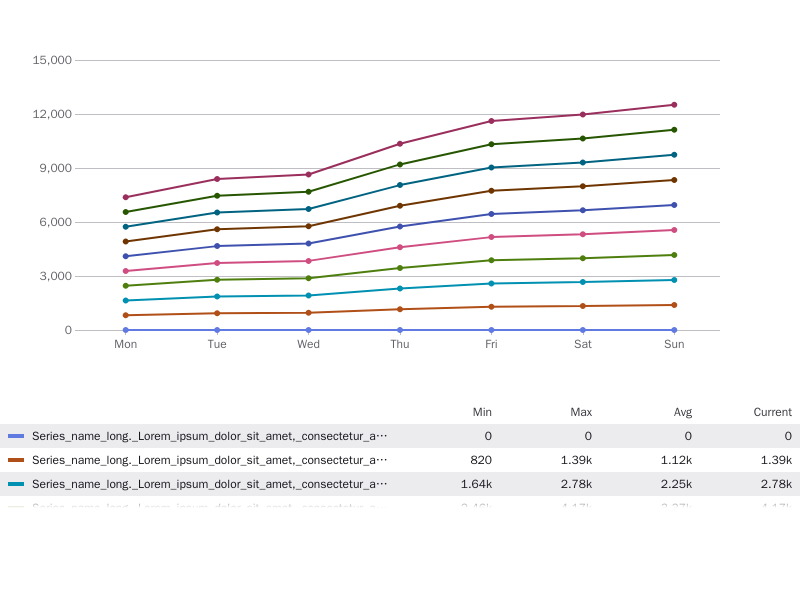 15,000
12,000
9,000
6,000
3,000
0
Mon Tue Wed Thu Fri Sat Sun
Min Max Avg Current
Series_name_long._Lorem_ipsum_dolor_sit_amet,_consectetur_a··· 0 0 0 0
Series_name_long._Lorem_ipsum_dolor_sit_amet,_consectetur_a··· 820 1.39k 1.12k 1.39k
Series_name_long._Lorem_ipsum_dolor_sit_amet,_consectetur_a··· 1.64k 2.78k 2.25k 2.78k